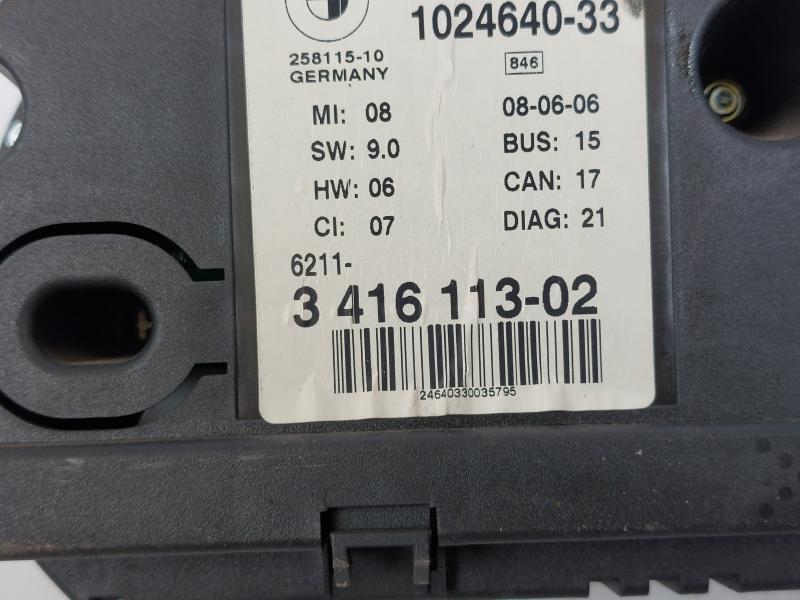 1024640-33
258115-10
GERMANY
846
MI: 08
08-06-06
SW: 9.0
BUS: 15
HW: 06
CAN: 17
CI: 07
DIAG: 21
6211-
3 416 113-02
24640330035795